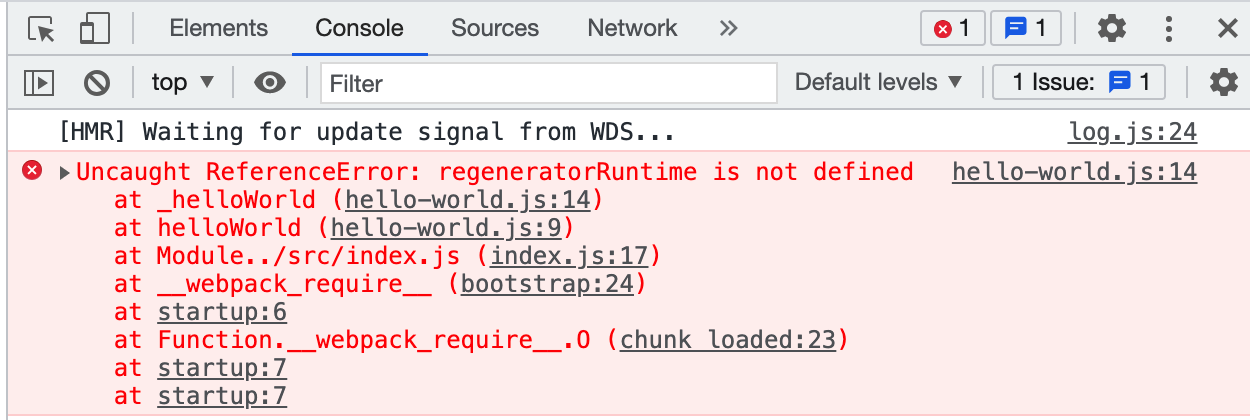 Elements Console Sources Network » 1 1
top Filter Default levels 1 Issue: 1
[HMR] Waiting for update signal from WDS... log.js:24
Uncaught ReferenceError: regeneratorRuntime is not defined hello-world.js:14
at _helloWorld (hello-world.js:14)
at helloWorld (hello-world.js:9)
at Module../src/index.js (index.js:17)
at __webpack_require__ (bootstrap:24)
at startup:6
at Function.__webpack_require__.O (chunk loaded:23)
at startup:7
at startup:7